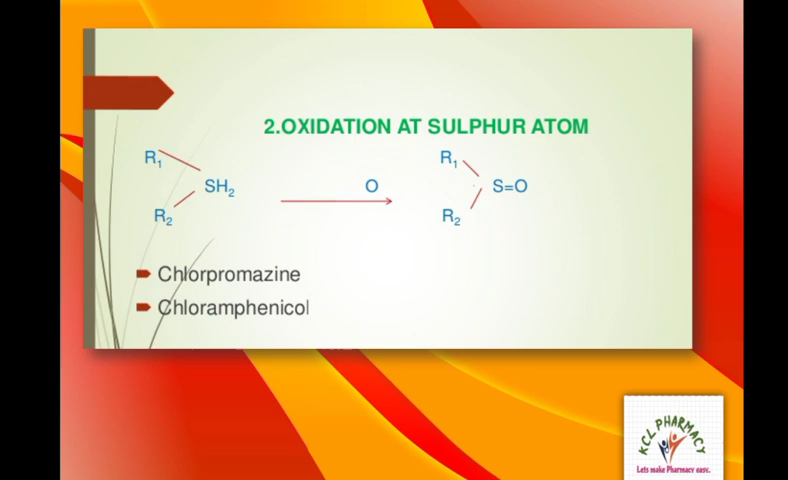 2.OXIDATION AT SULPHUR ATOM
R1 R1
SH2 O S=O
R2 R2
Chlorpromazine
Chloramphenicol
KCL PHARMACY
Lets make Pharmacy easy.